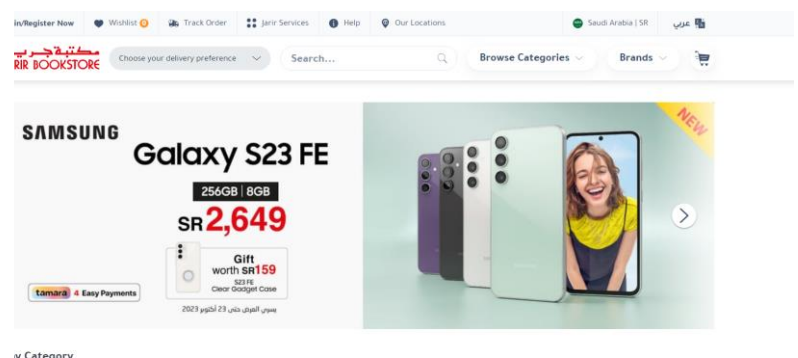 in/Register Now Wishlist 0 Track Order Jarir Services Help Our Locations Saudi Arabia | SR عربي
مكتبة جرير
RIR BOOKSTORE Choose your delivery preference Search... Browse Categories Brands
SAMSUNG
Galaxy S23 FE
NEW
256GB | 8GB
SR 2,649
Gift
worth SR159
S23 FE
Clear Gadget Case
tamara 4 Easy Payments
يسري العرض حتى 23 أكتوبر 2023
y Category